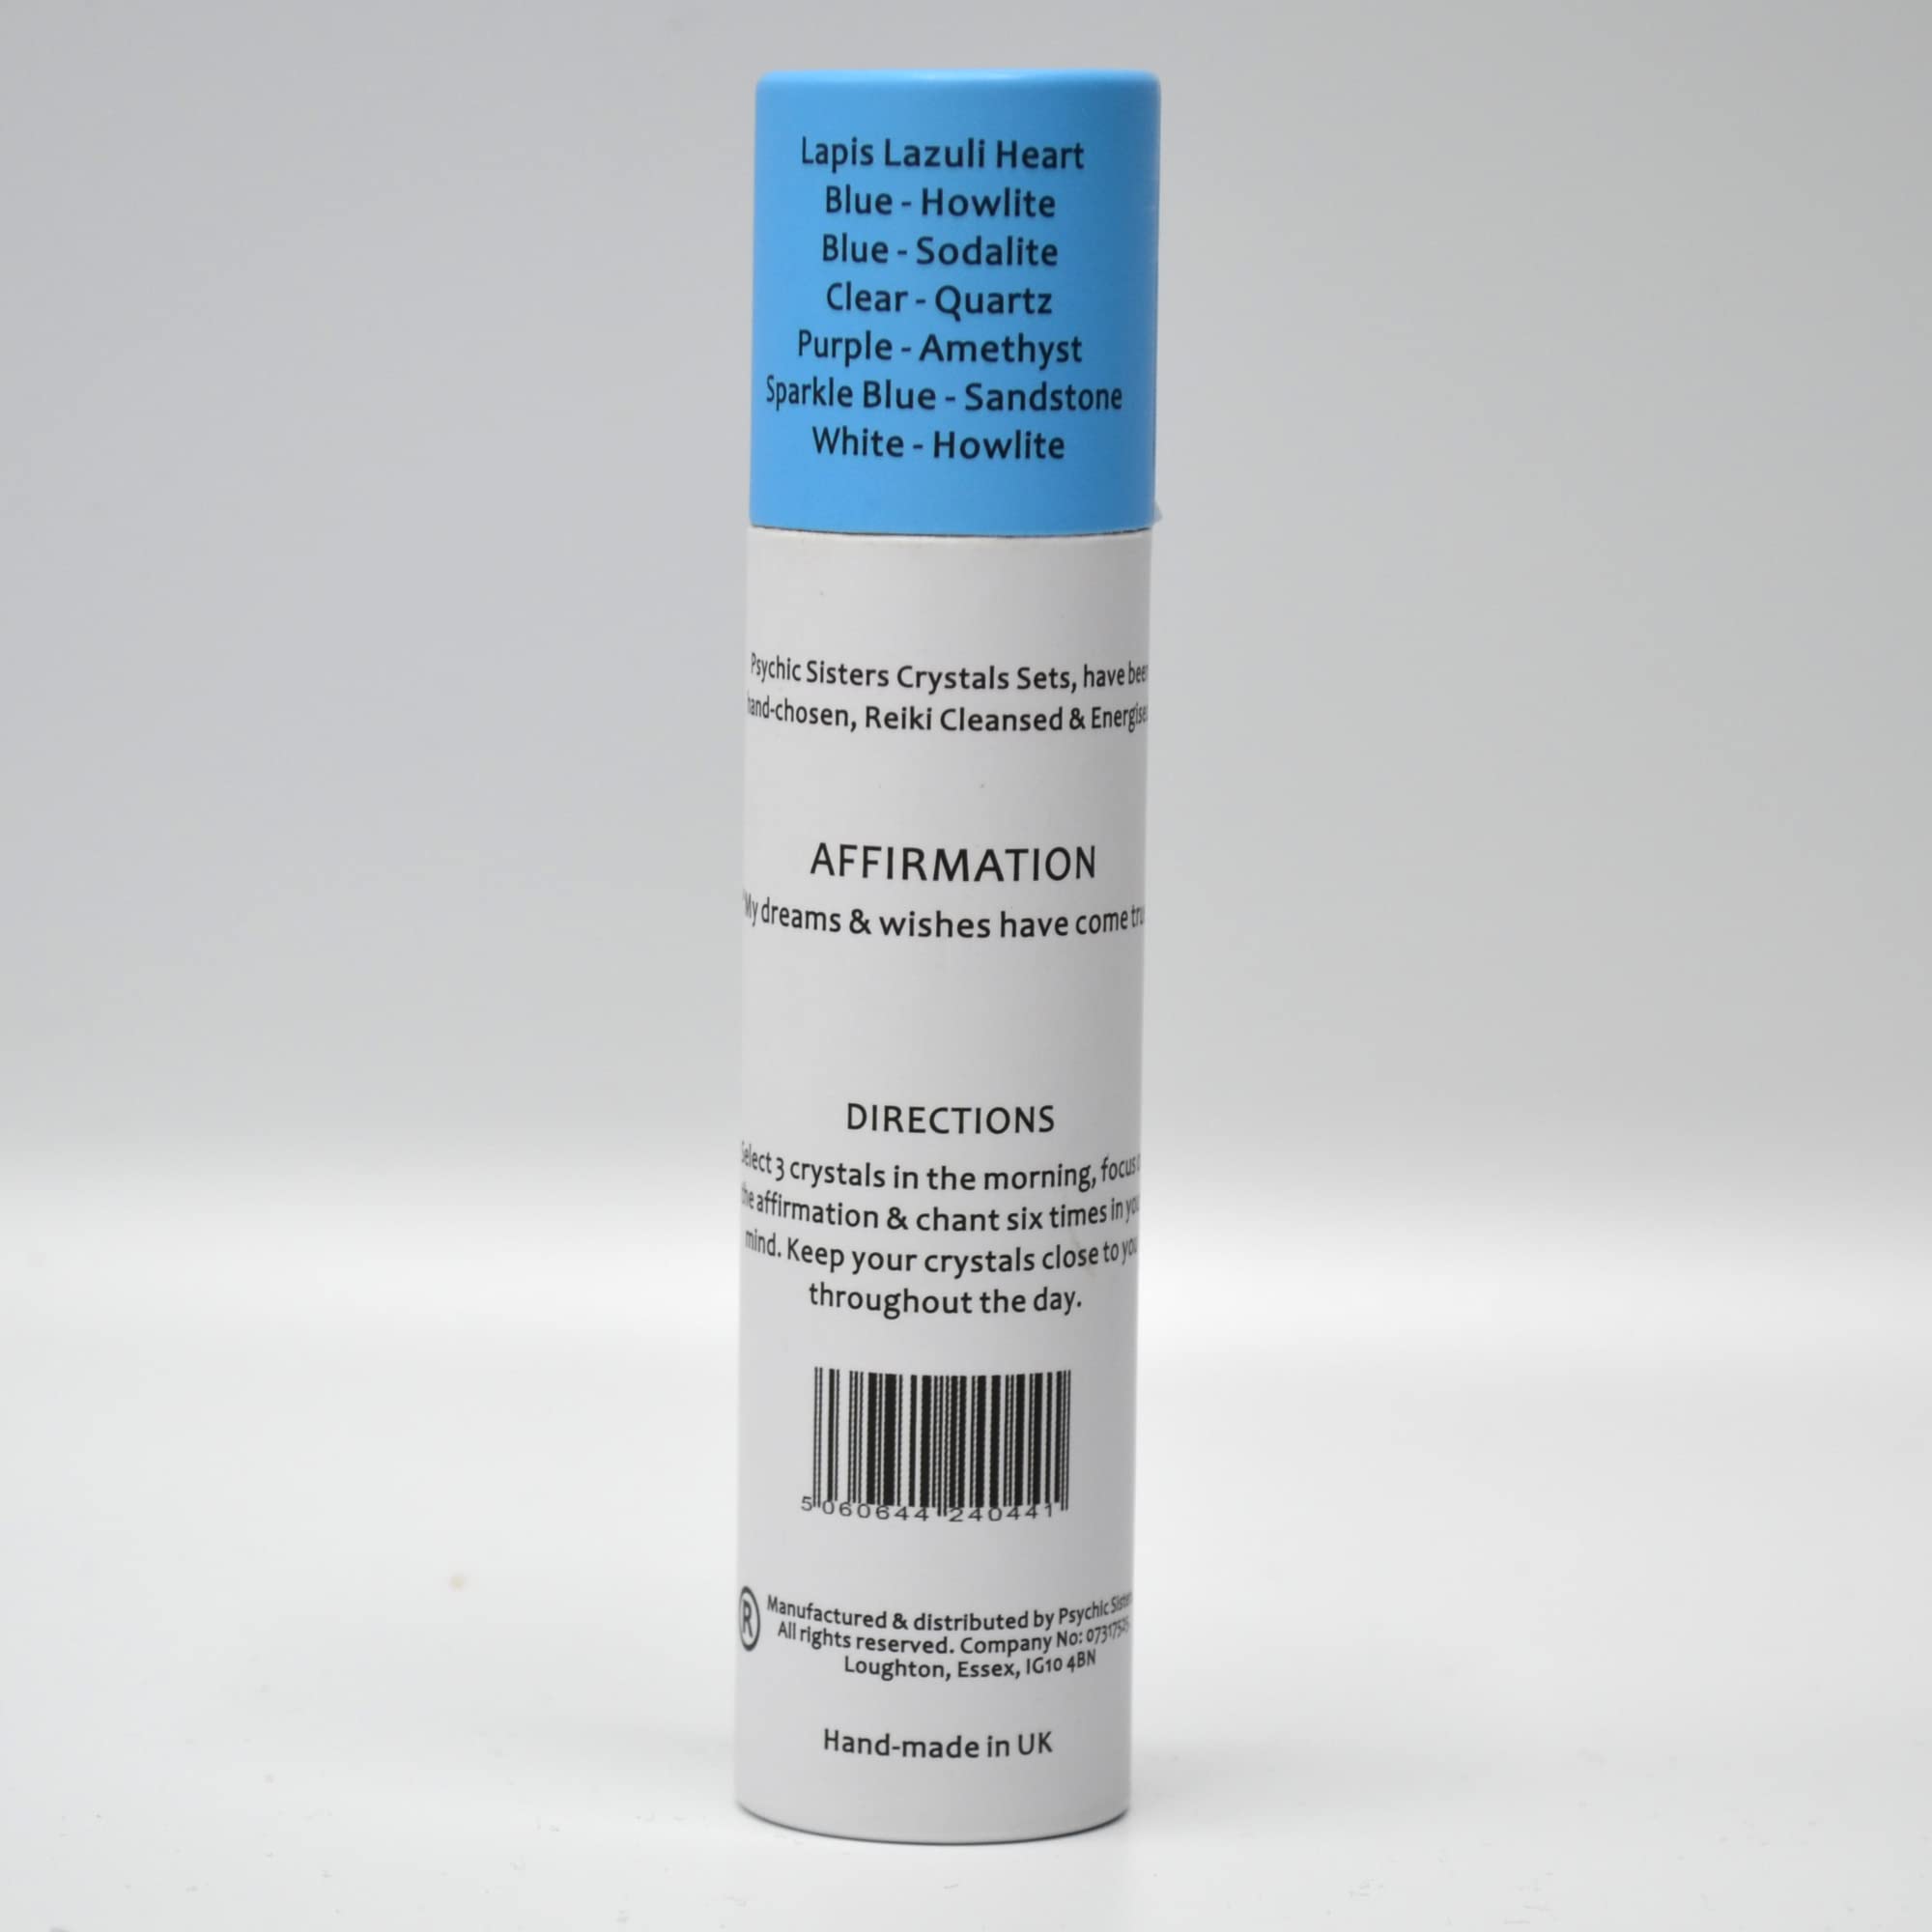 Lapis Lazuli Heart
Blue - Howlite
Blue - Sodalite
Clear - Quartz
Purple - Amethyst
Sparkle Blue - Sandstone
White - Howlite
Psychic Sisters Crystals Sets, have been
hand-chosen, Reiki Cleansed & Energise
AFFIRMATION
"My dreams & wishes have come tru
DIRECTIONS
Select 3 crystals in the morning, focus o
the affirmation & chant six times in you
mind. Keep your crystals close to you
throughout the day.
5 060644 240441
® Manufactured & distributed by Psychic Sisters
All rights reserved. Company No: 07317525
Loughton, Essex, IG10 4BN
Hand-made in UK